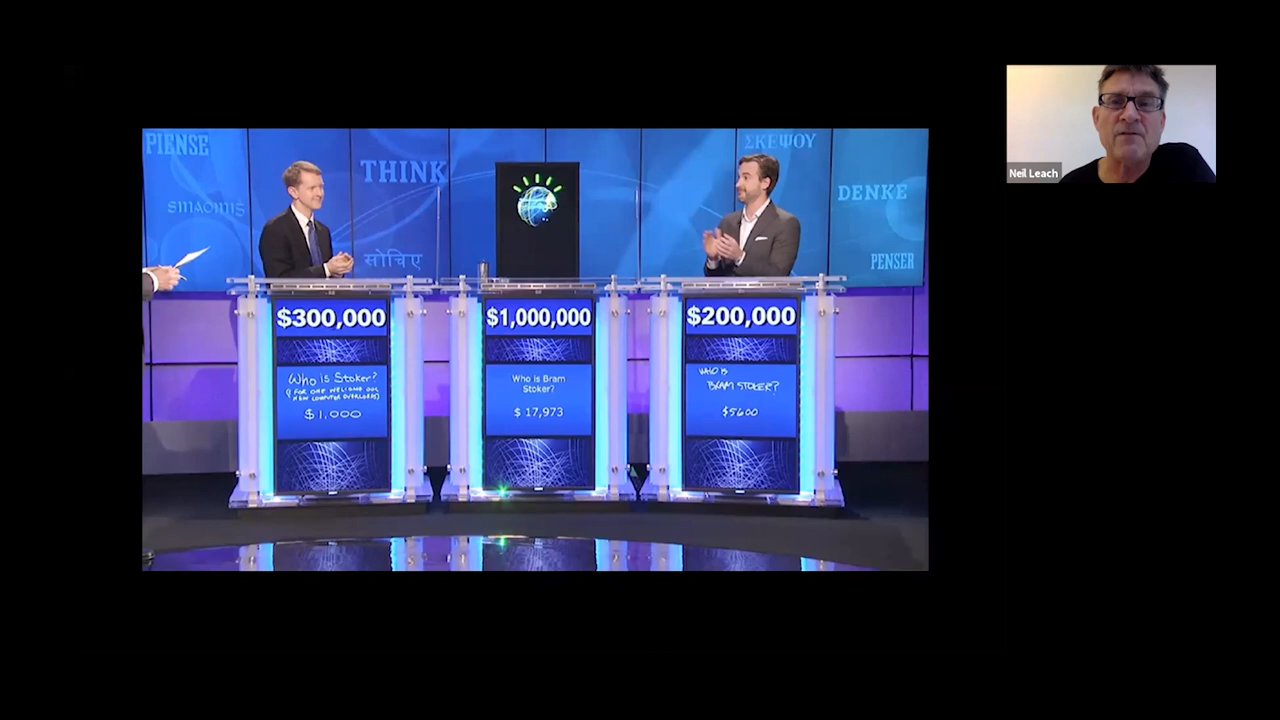 PIENSE
THINK
ΣΚΕΨΟΥ
DENKE
सोचिए
PENSER
Neil Leach
$300,000
Who is Stoker?
(I FOR ONE WELCOME OUR
NEW COMPUTER OVERLORDS)
$1,000
$1,000,000
Who is Bram
Stoker?
$ 17,973
$200,000
WHO IS
BRAM STOKER?
$5600